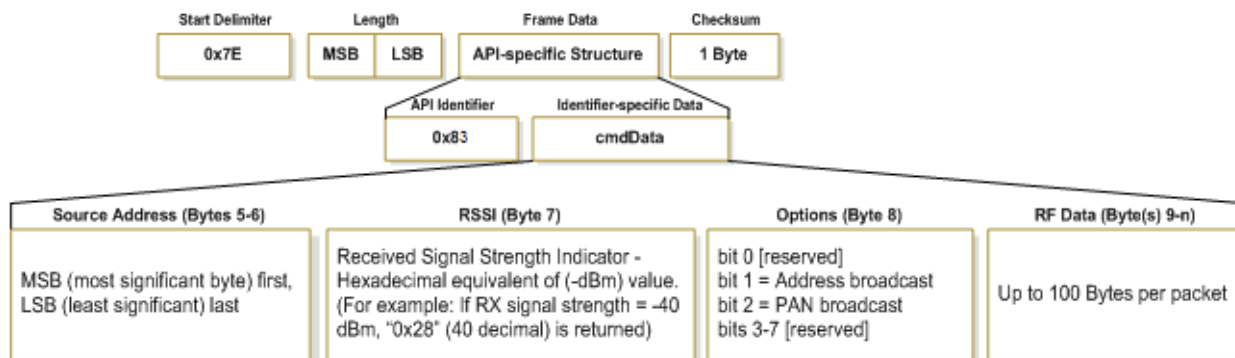 Start Delimiter Length Frame Data Checksum
0x7E MSB LSB API-specific Structure 1 Byte
API Identifier Identifier-specific Data
0x83 cmdData
Source Address (Bytes 5-6) RSSI (Byte 7) Options (Byte 8) RF Data (Byte(s) 9-n)
MSB (most significant byte) first,
LSB (least significant) last
Received Signal Strength Indicator -
Hexadecimal equivalent of (-dBm) value.
(For example: If RX signal strength = -40
dBm, “0x28” (40 decimal) is returned)
bit 0 [reserved]
bit 1 = Address broadcast
bit 2 = PAN broadcast
bits 3-7 [reserved]
Up to 100 Bytes per packet